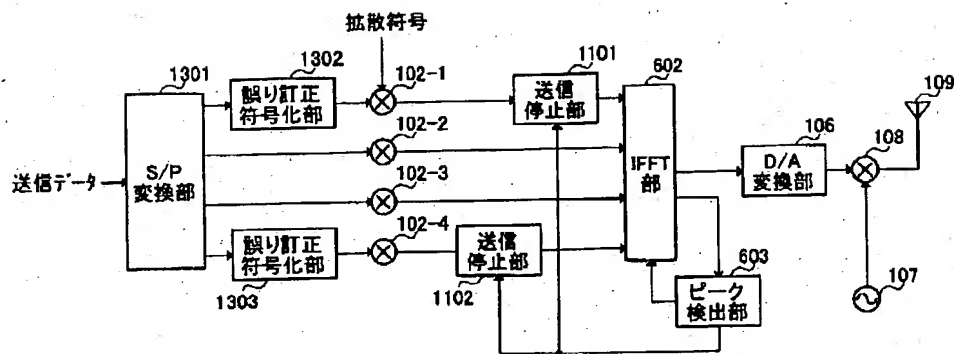 拡散符号
1301
1302
誤り訂正
符号化部
102-1
1101
送信
停止部
602
109
102-2
送信データ
S/P
変換部
102-3
IFFT
部
106
D/A
変換部
108
誤り訂正
符号化部
1303
102-4
送信
停止部
1102
603
ピーク
検出部
107